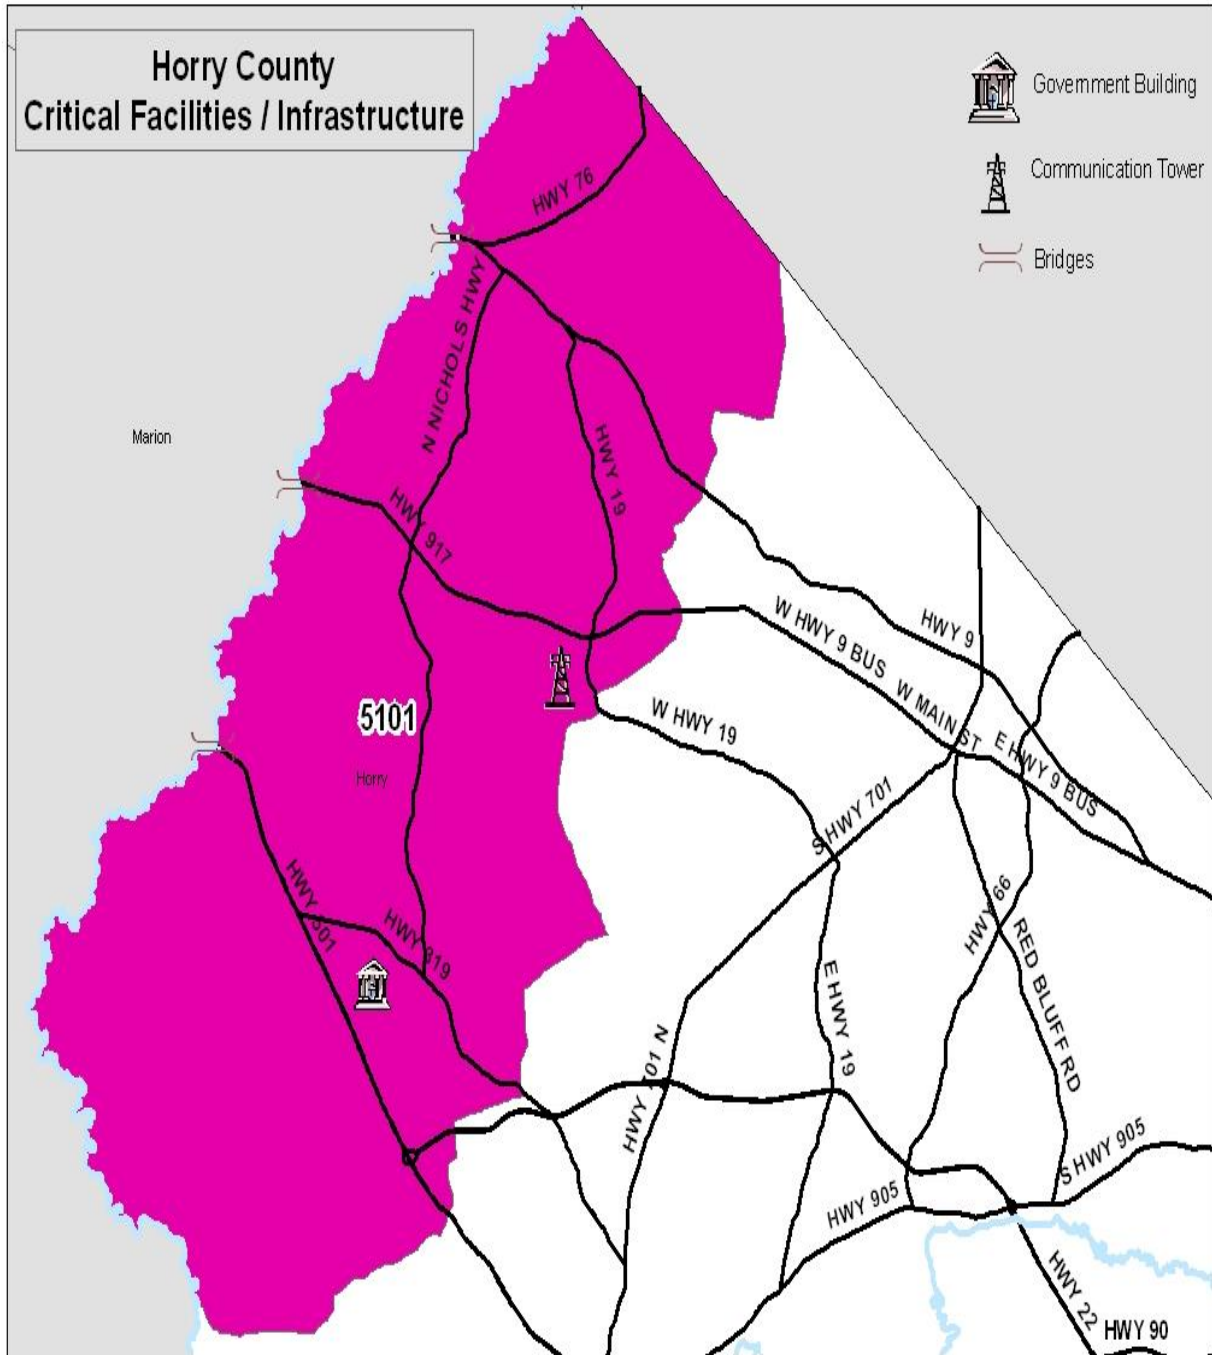 Horry County
Critical Facilities / Infrastructure
Government Building
Communication Tower
Bridges
HWY 76
N NICHOLS HWY
Marion
HWY 19
HWY 917
HWY 9
W HWY 9 BUS
W MAIN ST
E HWY 9 BUS
W HWY 19
5101
Horry
S HWY 701
HWY 501
HWY 319
HWY 66
RED BLUFF RD
E HWY 19
HWY 701 N
S HWY 905
HWY 905
HWY 22
HWY 90